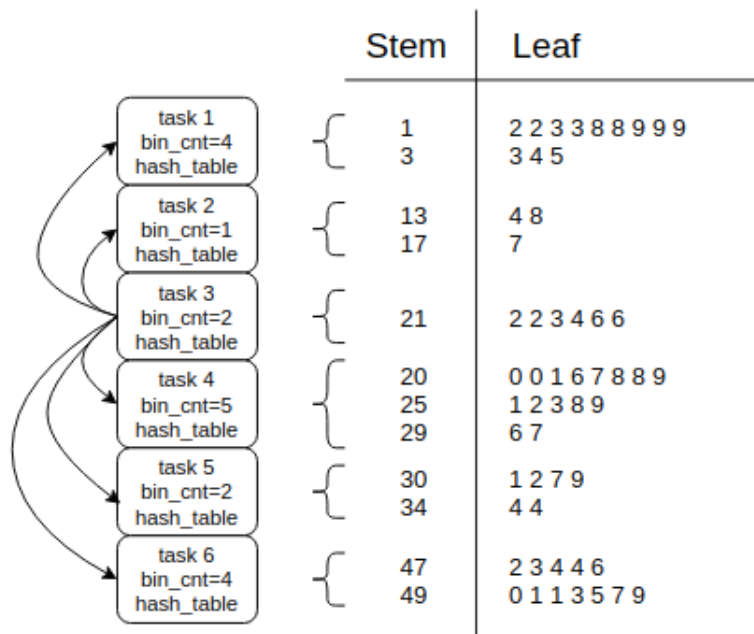 Stem Leaf
task 1
bin_cnt=4
hash_table
1 2 2 3 3 8 8 9 9 9
3 3 4 5
task 2
bin_cnt=1
hash_table
13 4 8
17 7
task 3
bin_cnt=2
hash_table
21 2 2 3 4 6 6
task 4
bin_cnt=5
hash_table
20 0 0 1 6 7 8 8 9
25 1 2 3 8 9
29 6 7
task 5
bin_cnt=2
hash_table
30 1 2 7 9
34 4 4
task 6
bin_cnt=4
hash_table
47 2 3 4 4 6
49 0 1 1 3 5 7 9